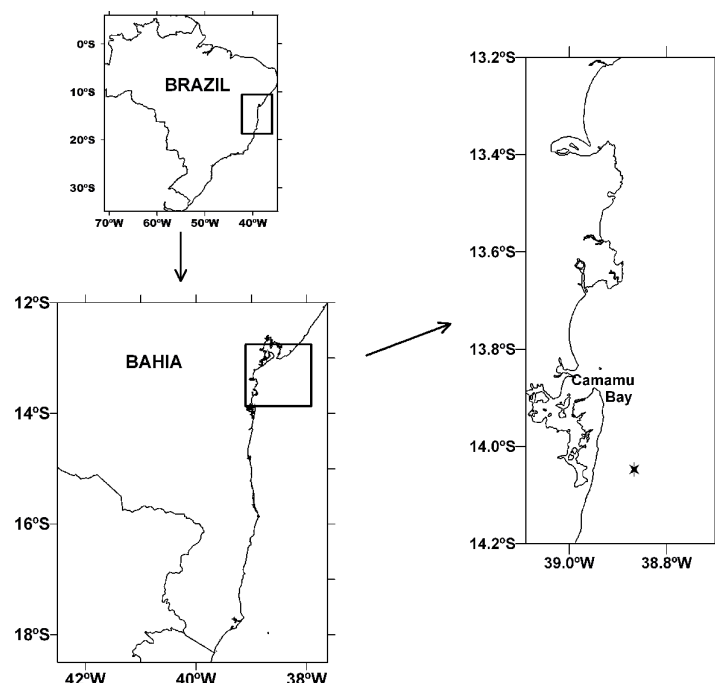 0ºS
10ºS
20ºS
30ºS
BRAZIL
70ºW 60ºW 50ºW 40ºW
12ºS
14ºS
16ºS
18ºS
BAHIA
42ºW 40ºW 38ºW
13.2ºS
13.4ºS
13.6ºS
13.8ºS
14.0ºS
14.2ºS
Camamu
Bay
39.0ºW 38.8ºW